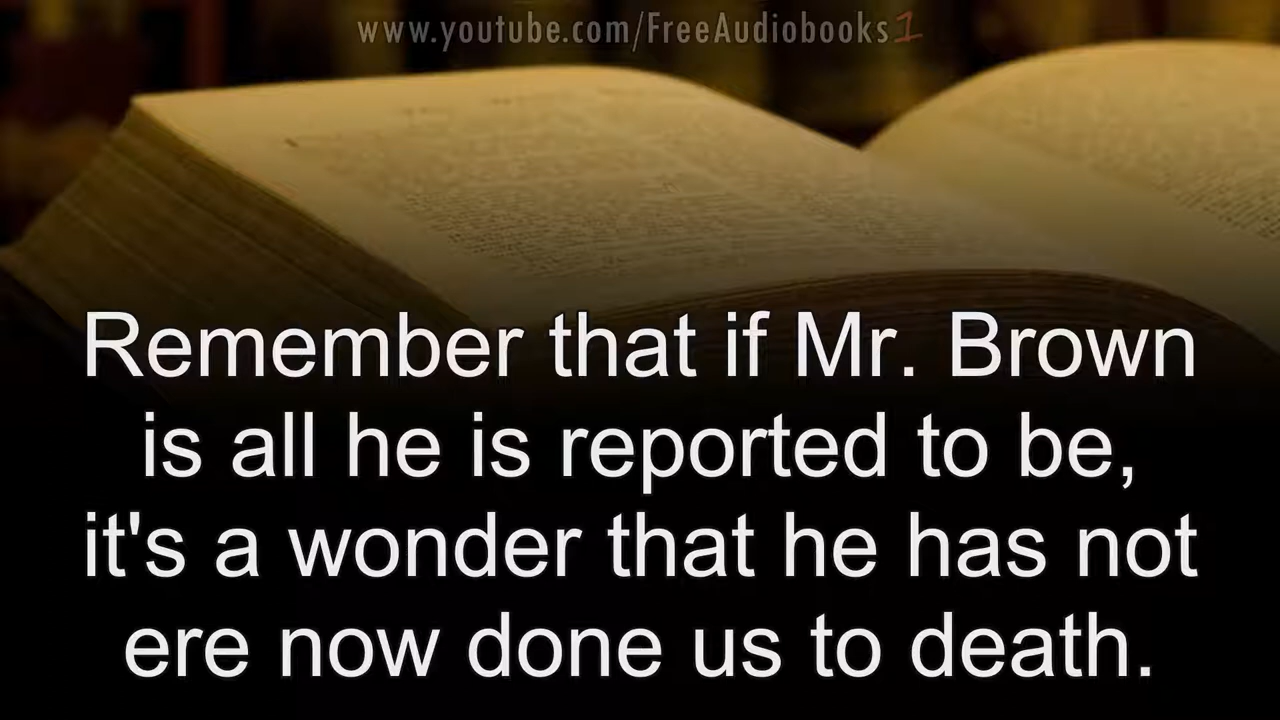 www.youtube.com/FreeAudiobooks1
Remember that if Mr. Brown
is all he is reported to be,
it's a wonder that he has not
ere now done us to death.